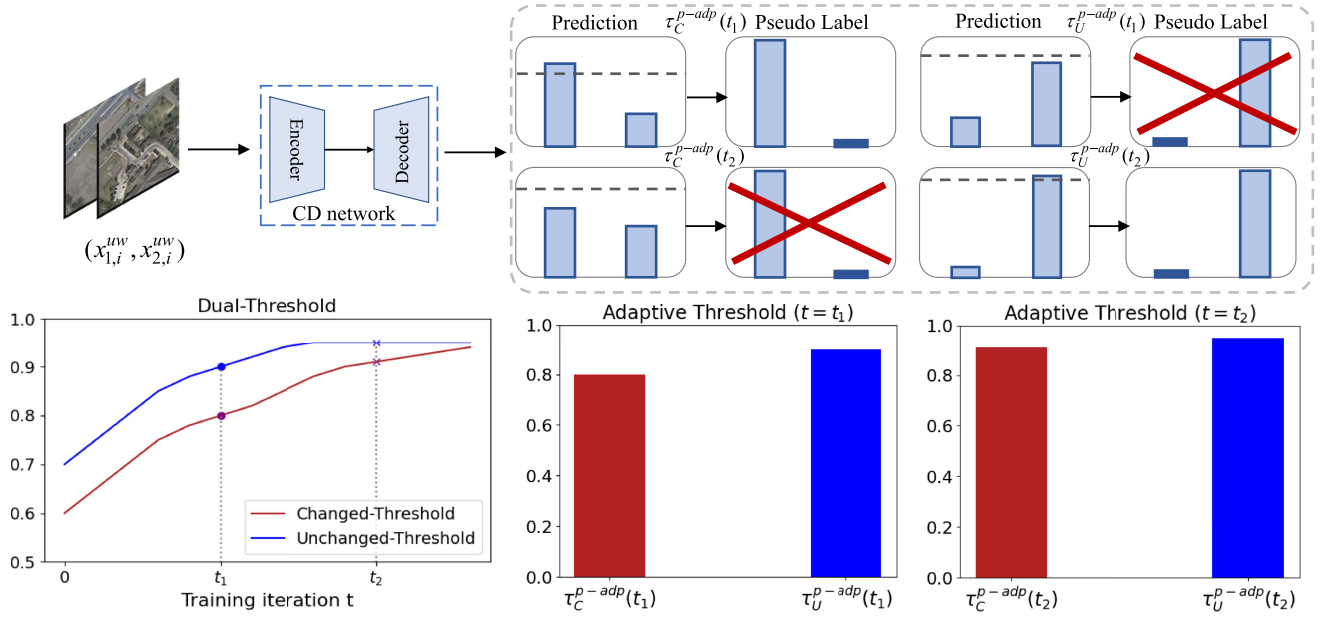 Prediction τ_C^{p−adp}(t_1) Pseudo Label
Prediction τ_U^{p−adp}(t_1) Pseudo Label
Encoder
Decoder
CD network
(x_{1,i}^{uw}, x_{2,i}^{uw})
τ_C^{p−adp}(t_2)
τ_U^{p−adp}(t_2)
Dual-Threshold
1.0
0.9
0.8
0.7
0.6
0.5
Changed-Threshold
Unchanged-Threshold
0 t_1 t_2
Training iteration t
Adaptive Threshold (t = t_1)
1.0
0.8
0.6
0.4
0.2
0.0
τ_C^{p−adp}(t_1) τ_U^{p−adp}(t_1)
Adaptive Threshold (t = t_2)
1.0
0.8
0.6
0.4
0.2
0.0
τ_C^{p−adp}(t_2) τ_U^{p−adp}(t_2)